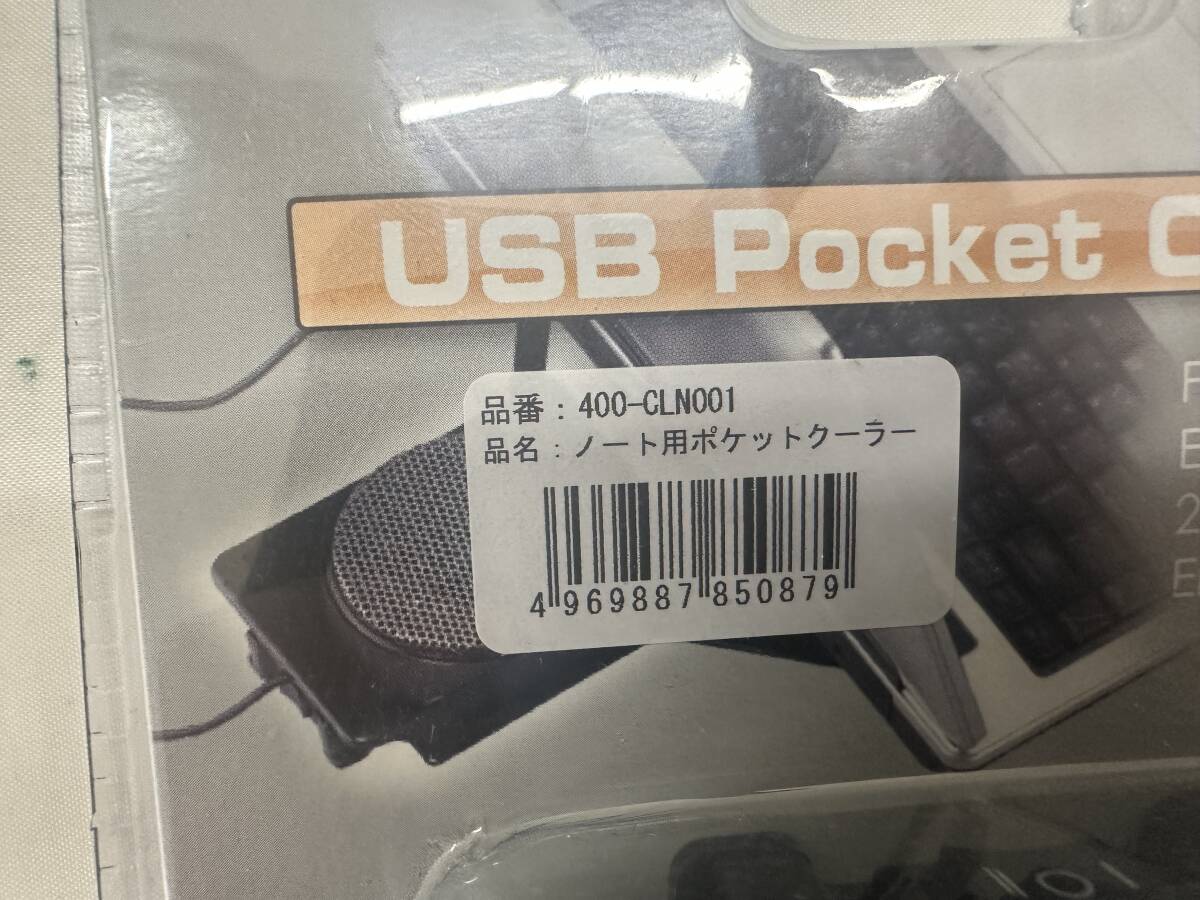 USB Pocket C
品番：400-CLN001
品名：ノート用ポケットクーラー
4 969887 850879
F
B
2
E